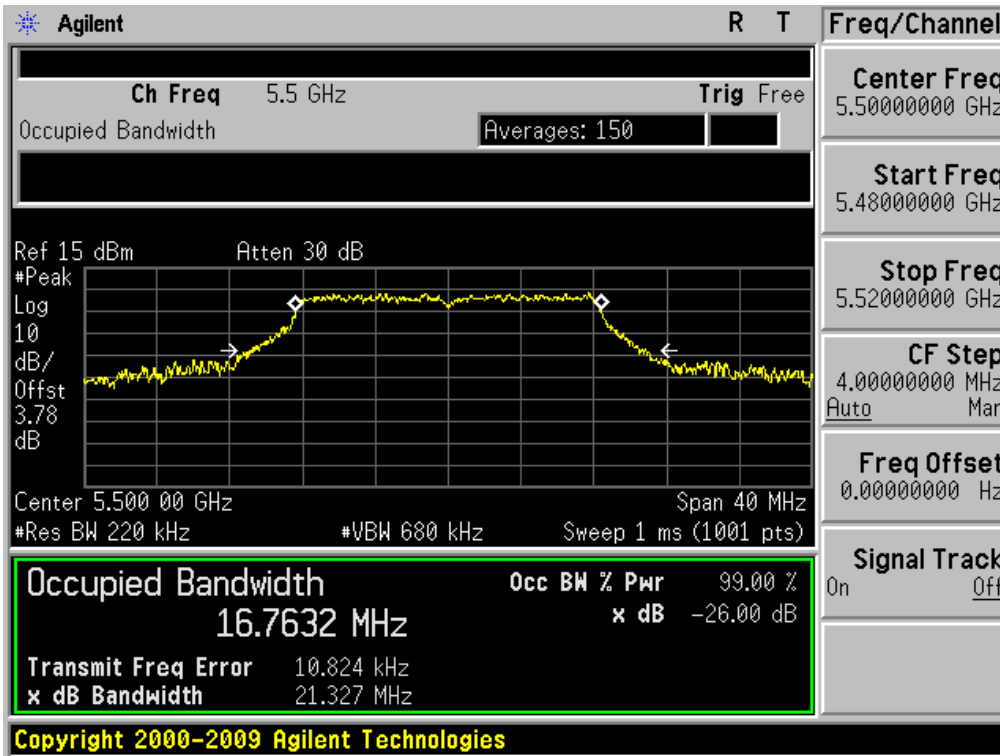 Agilent R T
Freq/Channel
Ch Freq 5.5 GHz Trig Free
Occupied Bandwidth Averages: 150
Center Freq
5.50000000 GHz
Start Freq
5.48000000 GHz
Stop Freq
5.52000000 GHz
CF Step
4.00000000 MHz
Auto Man
Freq Offset
0.00000000 Hz
Signal Track
On Off
Ref 15 dBm Atten 30 dB
#Peak
Log
10
dB/
Offst
3.78
dB
Center 5.500 00 GHz Span 40 MHz
#Res BW 220 kHz #VBW 680 kHz Sweep 1 ms (1001 pts)
Occupied Bandwidth
16.7632 MHz
Occ BW % Pwr 99.00 %
x dB -26.00 dB
Transmit Freq Error 10.824 kHz
x dB Bandwidth 21.327 MHz
Copyright 2000-2009 Agilent Technologies